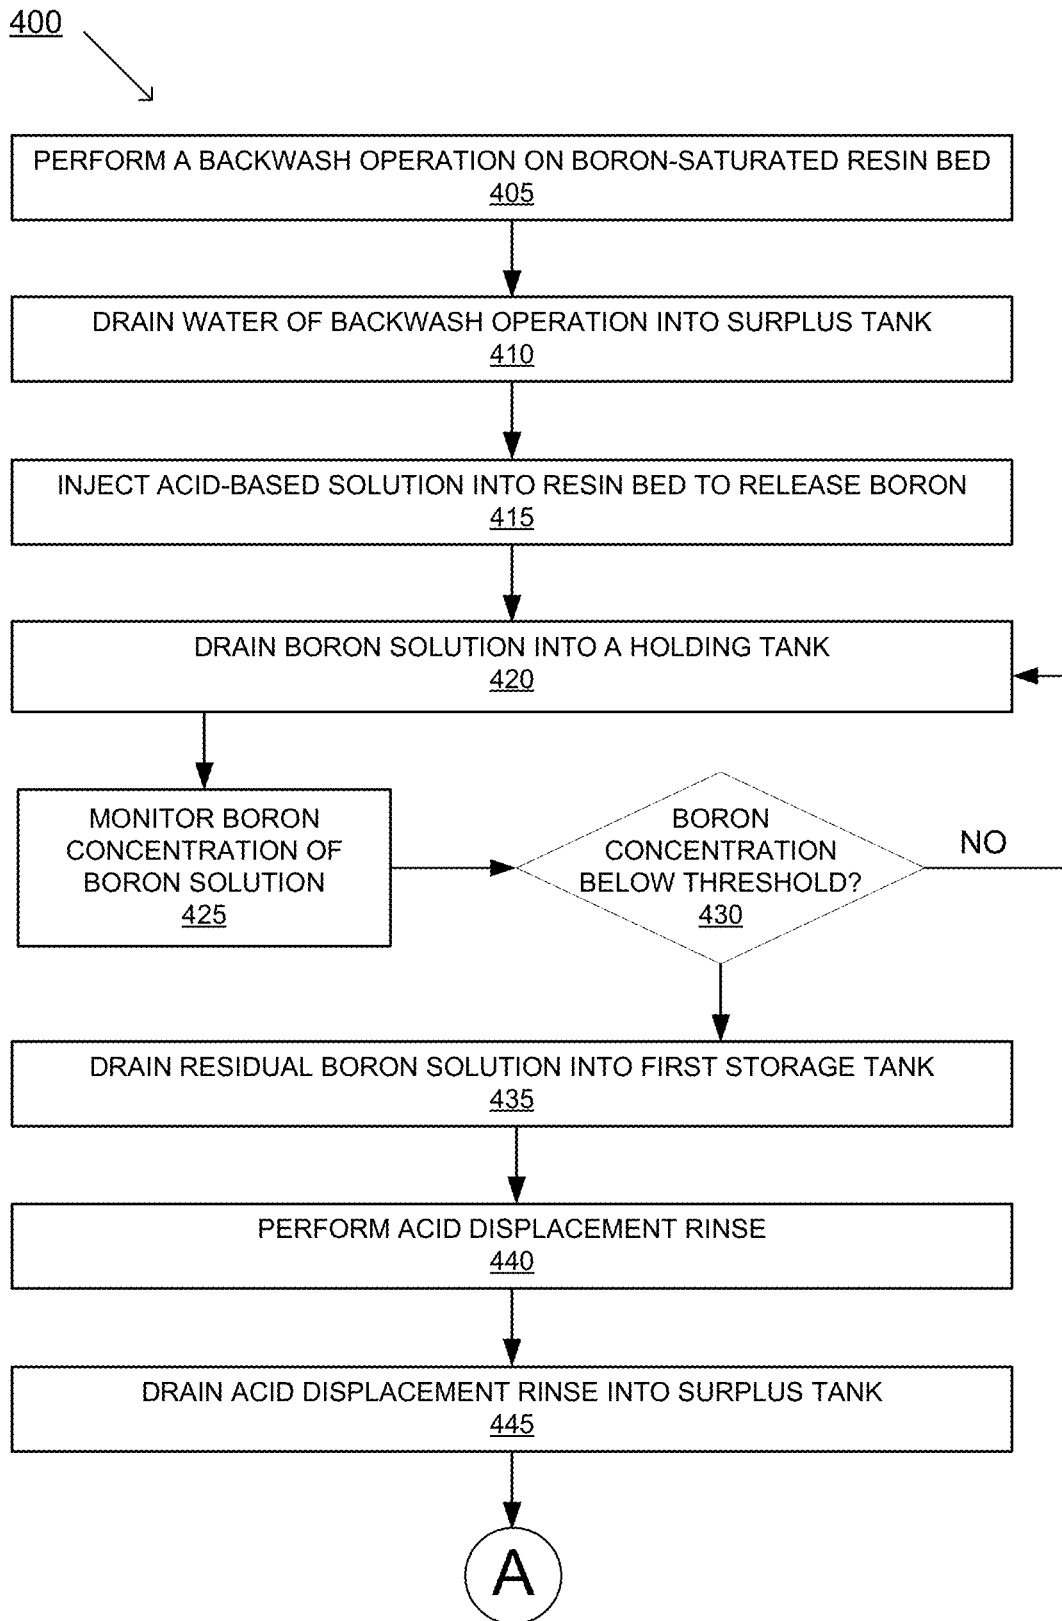 400
PERFORM A BACKWASH OPERATION ON BORON-SATURATED RESIN BED
405
DRAIN WATER OF BACKWASH OPERATION INTO SURPLUS TANK
410
INJECT ACID-BASED SOLUTION INTO RESIN BED TO RELEASE BORON
415
DRAIN BORON SOLUTION INTO A HOLDING TANK
420
MONITOR BORON
CONCENTRATION OF
BORON SOLUTION
425
BORON
CONCENTRATION
BELOW THRESHOLD?
430
NO
DRAIN RESIDUAL BORON SOLUTION INTO FIRST STORAGE TANK
435
PERFORM ACID DISPLACEMENT RINSE
440
DRAIN ACID DISPLACEMENT RINSE INTO SURPLUS TANK
445
A